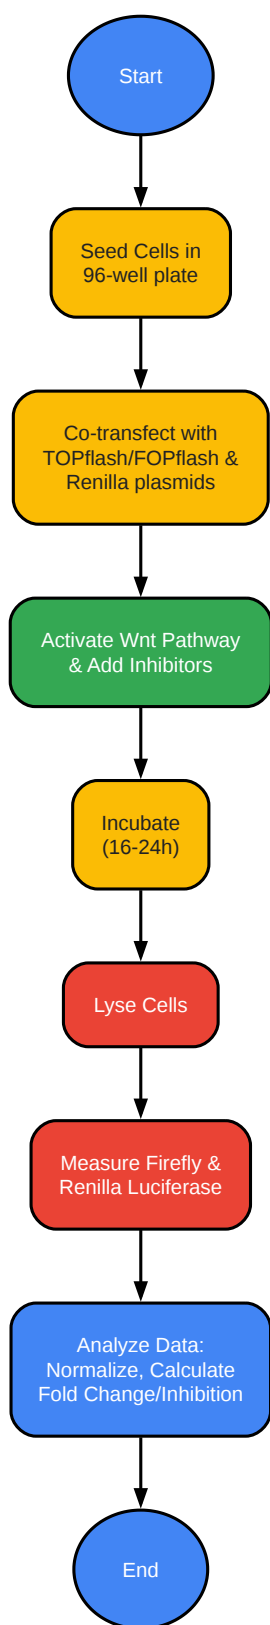 Start
Seed Cells in
96-well plate
Co-transfect with
TOPflash/FOPflash &
Renilla plasmids
Activate Wnt Pathway
& Add Inhibitors
Incubate
(16-24h)
Lyse Cells
Measure Firefly &
Renilla Luciferase
Analyze Data:
Normalize, Calculate
Fold Change/Inhibition
End